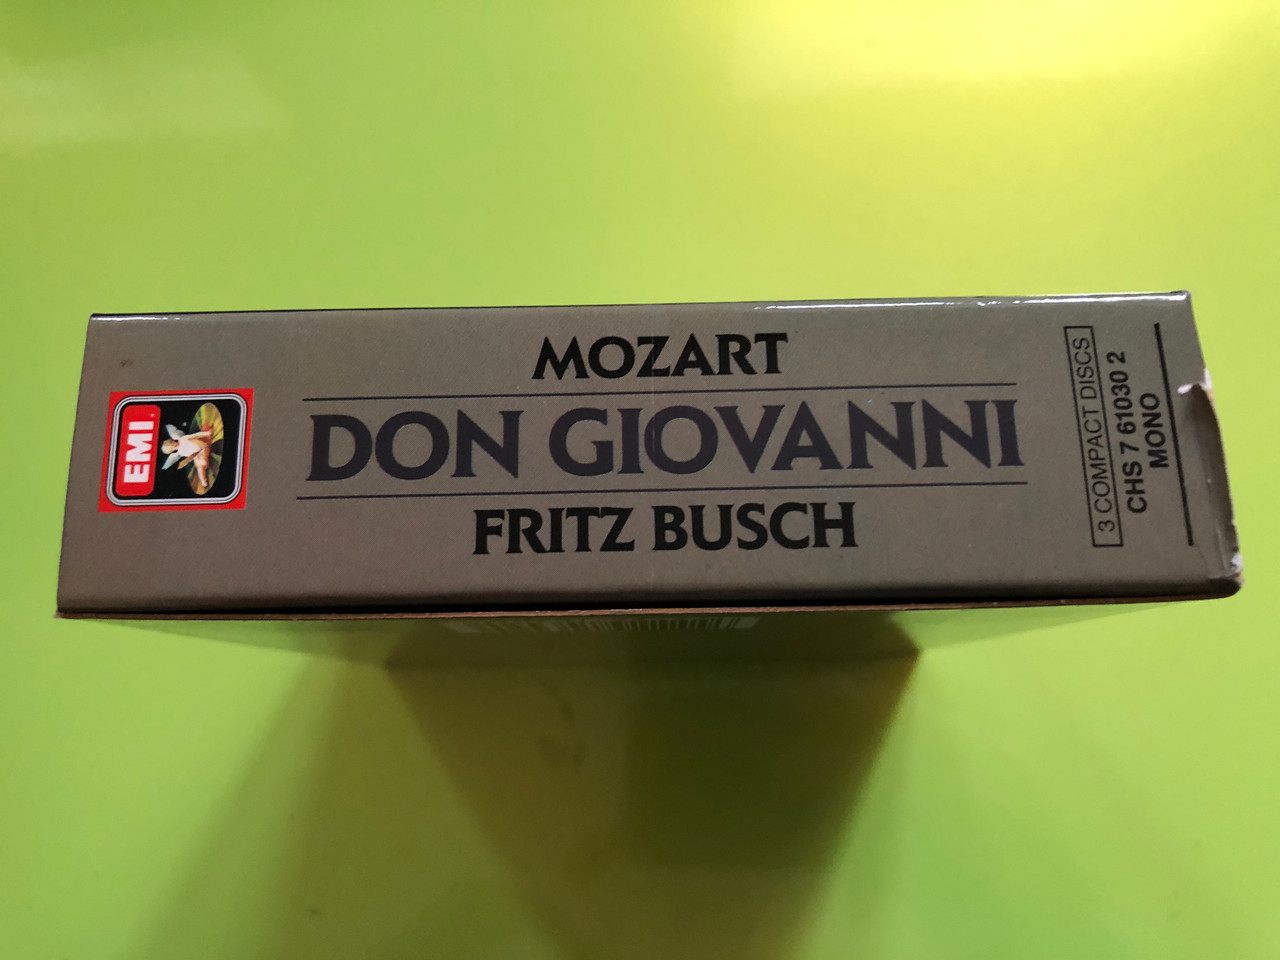 EMI
MOZART
DON GIOVANNI
FRITZ BUSCH
3 COMPACT DISCS
CHS 7 61030 2
MONO